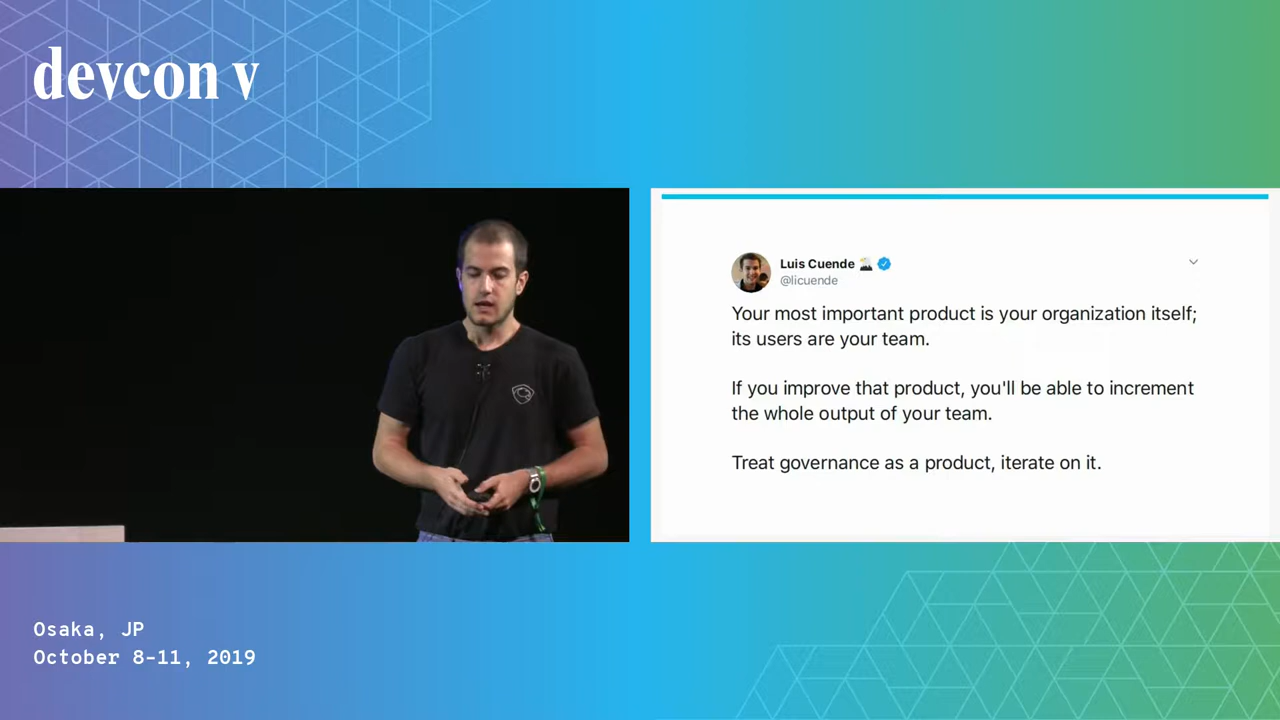 devcon v
Luis Cuende
@licuende
Your most important product is your organization itself;
its users are your team.
If you improve that product, you'll be able to increment
the whole output of your team.
Treat governance as a product, iterate on it.
Osaka, JP
October 8-11, 2019